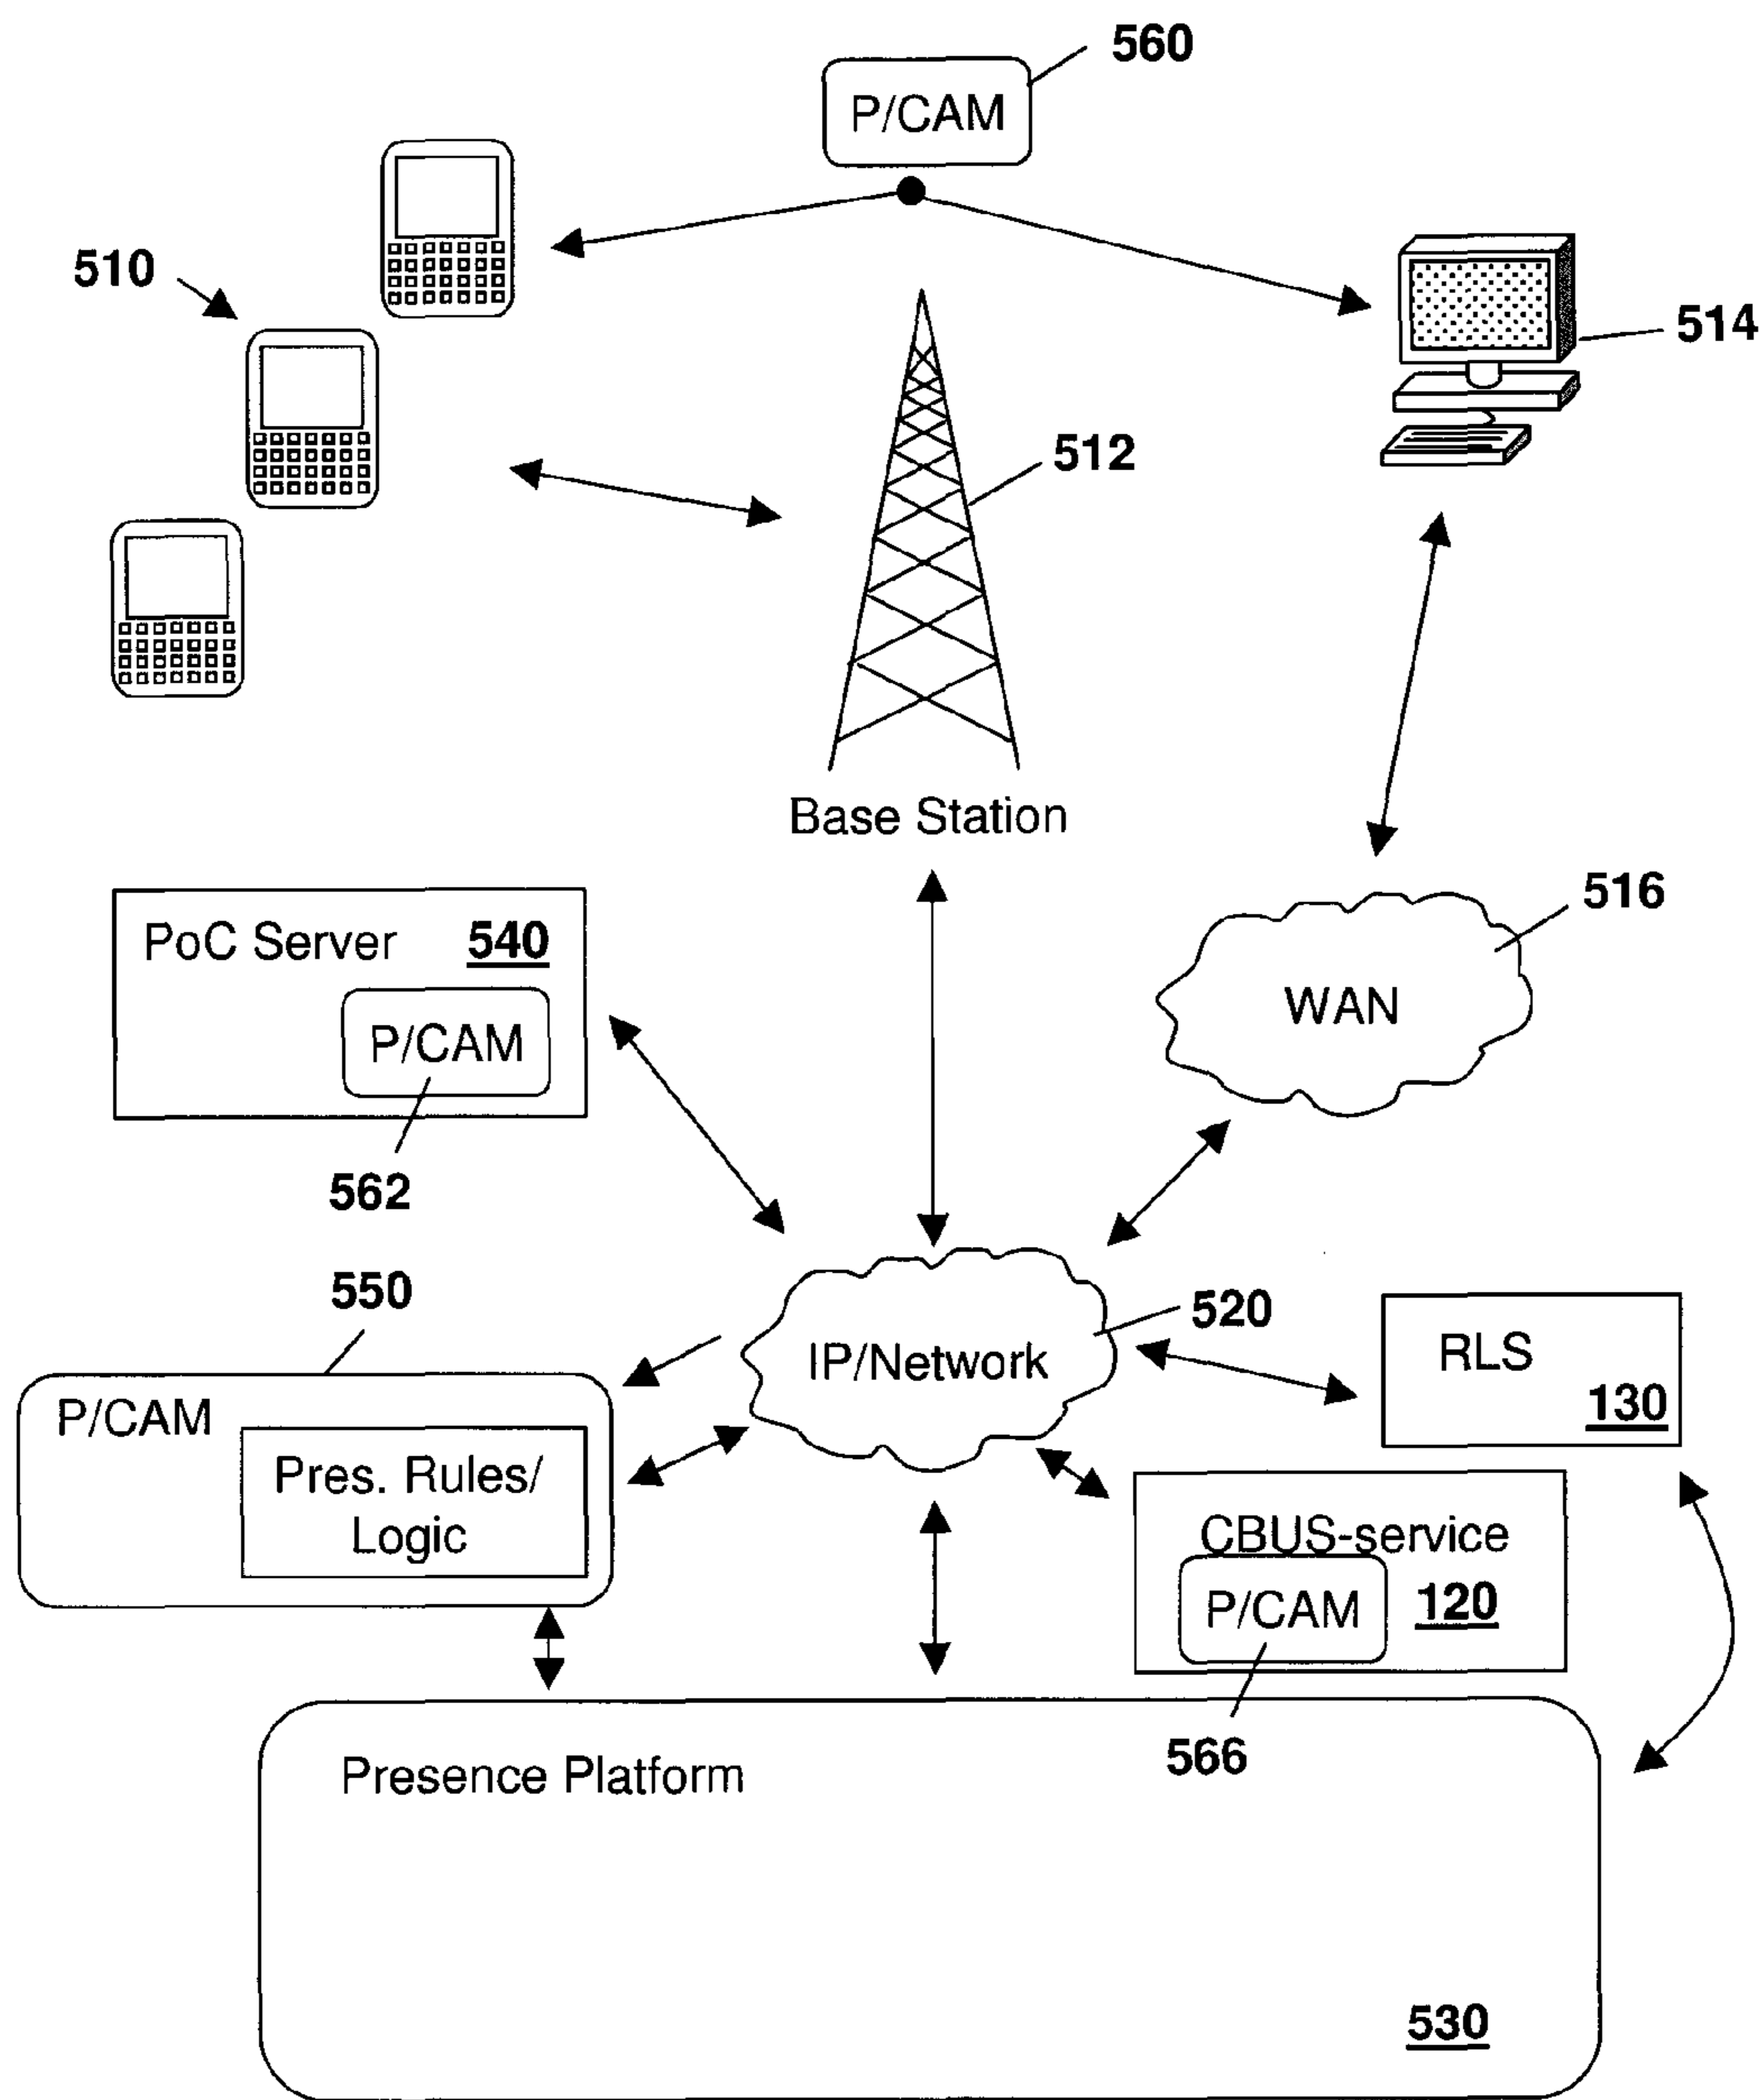 560
P/CAM
510
514
512
Base Station
516
PoC Server 540
WAN
P/CAM
562
550
520
IP/Network
RLS
130
P/CAM
Pres. Rules/
Logic
CBUS-service
P/CAM 120
566
Presence Platform
530